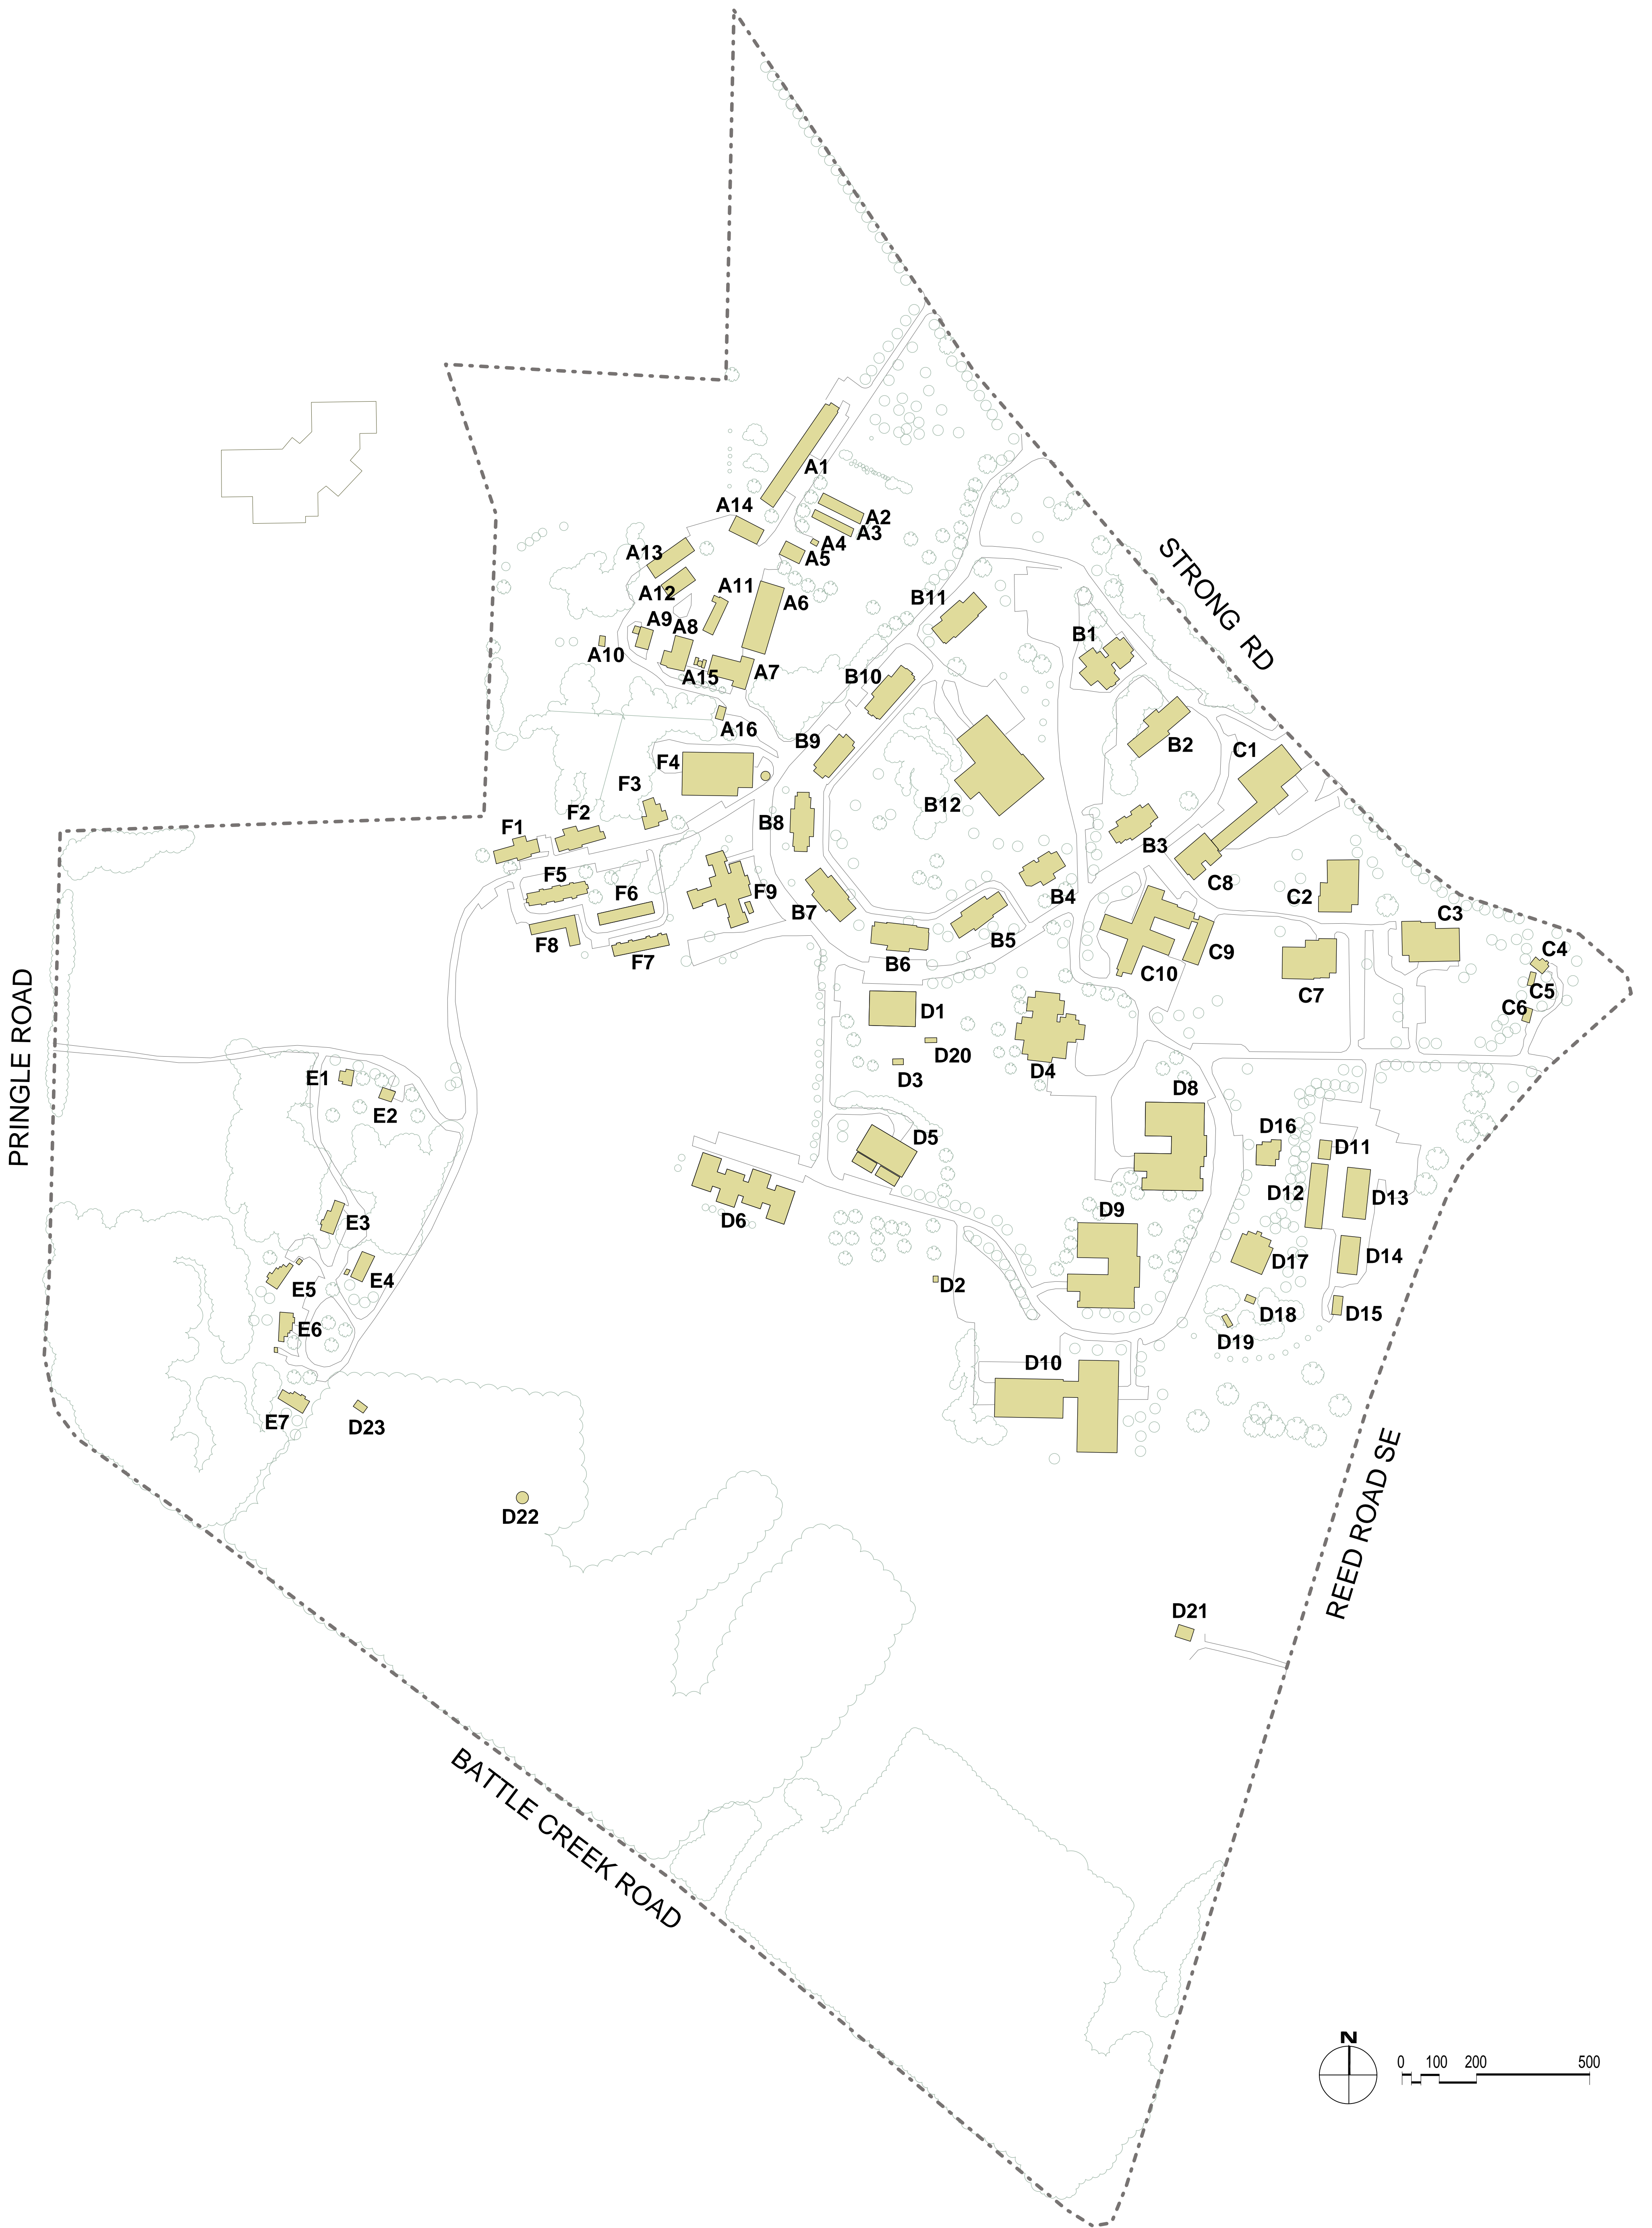 A1
A14
A2
A3
A4
A5
A13
A12
A11
A6
STRONG RD
B11
A9
A8
A10
A15
A7
B1
B10
A16
B9
B2
C1
F4
F3
B12
F2
F1
B8
B3
C8
F5
F6
F9
B7
B4
C2
F8
F7
B5
B6
C3
C9
C10
C7
C4
C5
C6
PRINGLE ROAD
D1
D20
D3
D4
E1
E2
D8
D5
D16
D11
D12
D13
D6
D9
E3
D17
D14
E4
E5
D2
D18
D15
D19
E6
D10
E7
D23
D22
REED ROAD SE
D21
BATTLE CREEK ROAD
N
0 100 200 500